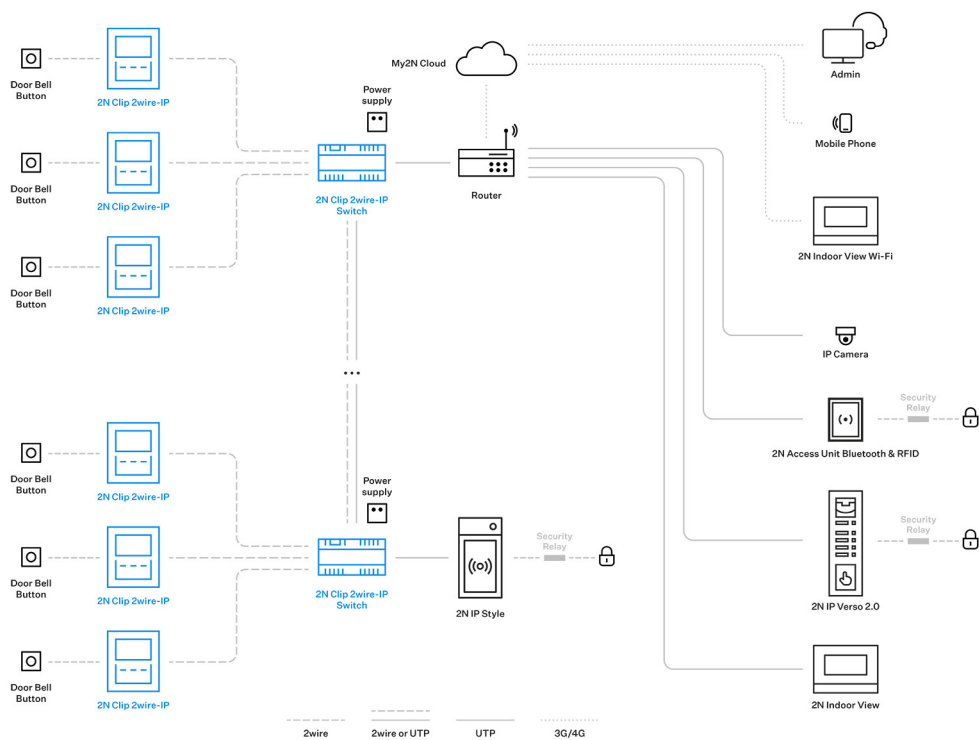 Door Bell
Button
2N Clip 2wire-IP
Door Bell
Button
2N Clip 2wire-IP
Door Bell
Button
2N Clip 2wire-IP
Power
supply
2N Clip 2wire-IP
Switch
My2N Cloud
Router
Admin
Mobile Phone
2N Indoor View Wi-Fi
IP Camera
Security
Relay
2N Access Unit Bluetooth & RFID
Security
Relay
2N IP Verso 2.0
2N Indoor View
...
Door Bell
Button
2N Clip 2wire-IP
Door Bell
Button
2N Clip 2wire-IP
Door Bell
Button
2N Clip 2wire-IP
Power
supply
2N Clip 2wire-IP
Switch
2N IP Style
Security
Relay
2wire
2wire or UTP
UTP
3G/4G